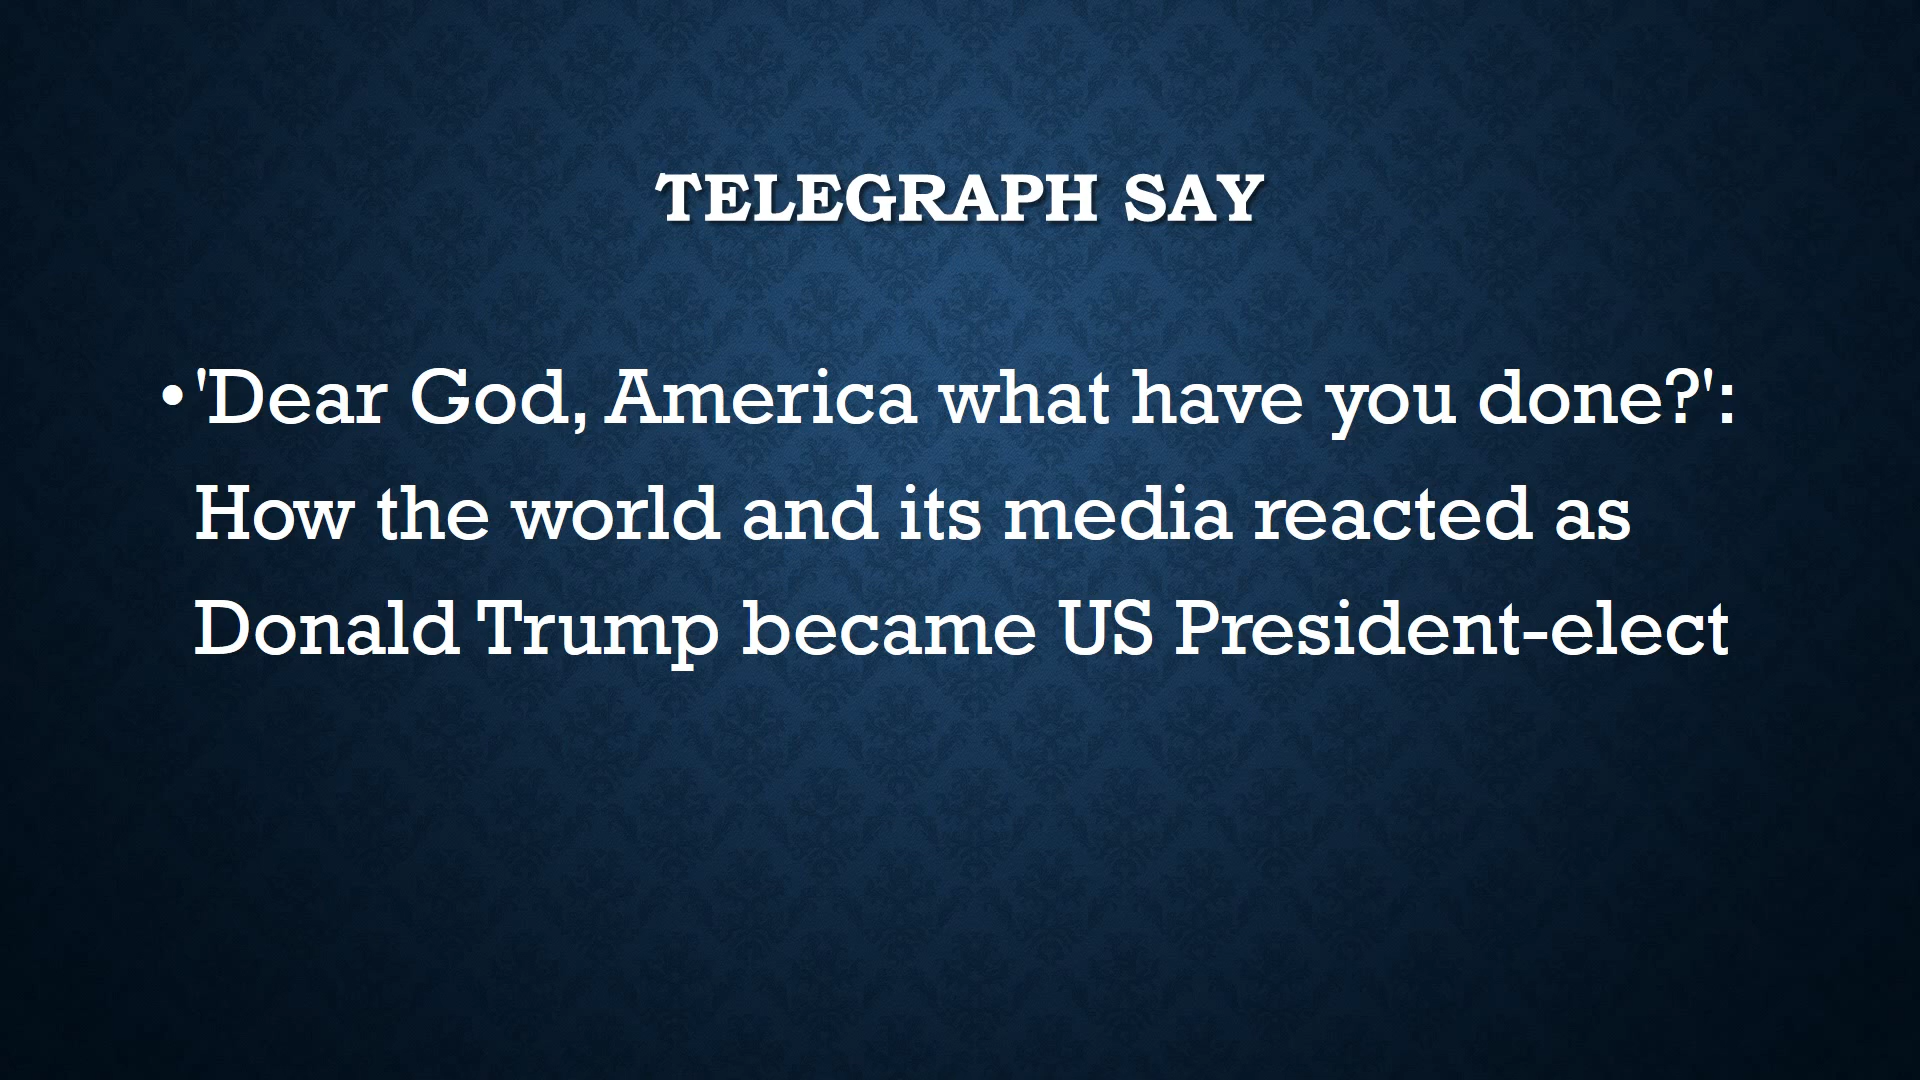 TELEGRAPH SAY
•'Dear God, America what have you done?':
How the world and its media reacted as
Donald Trump became US President-elect